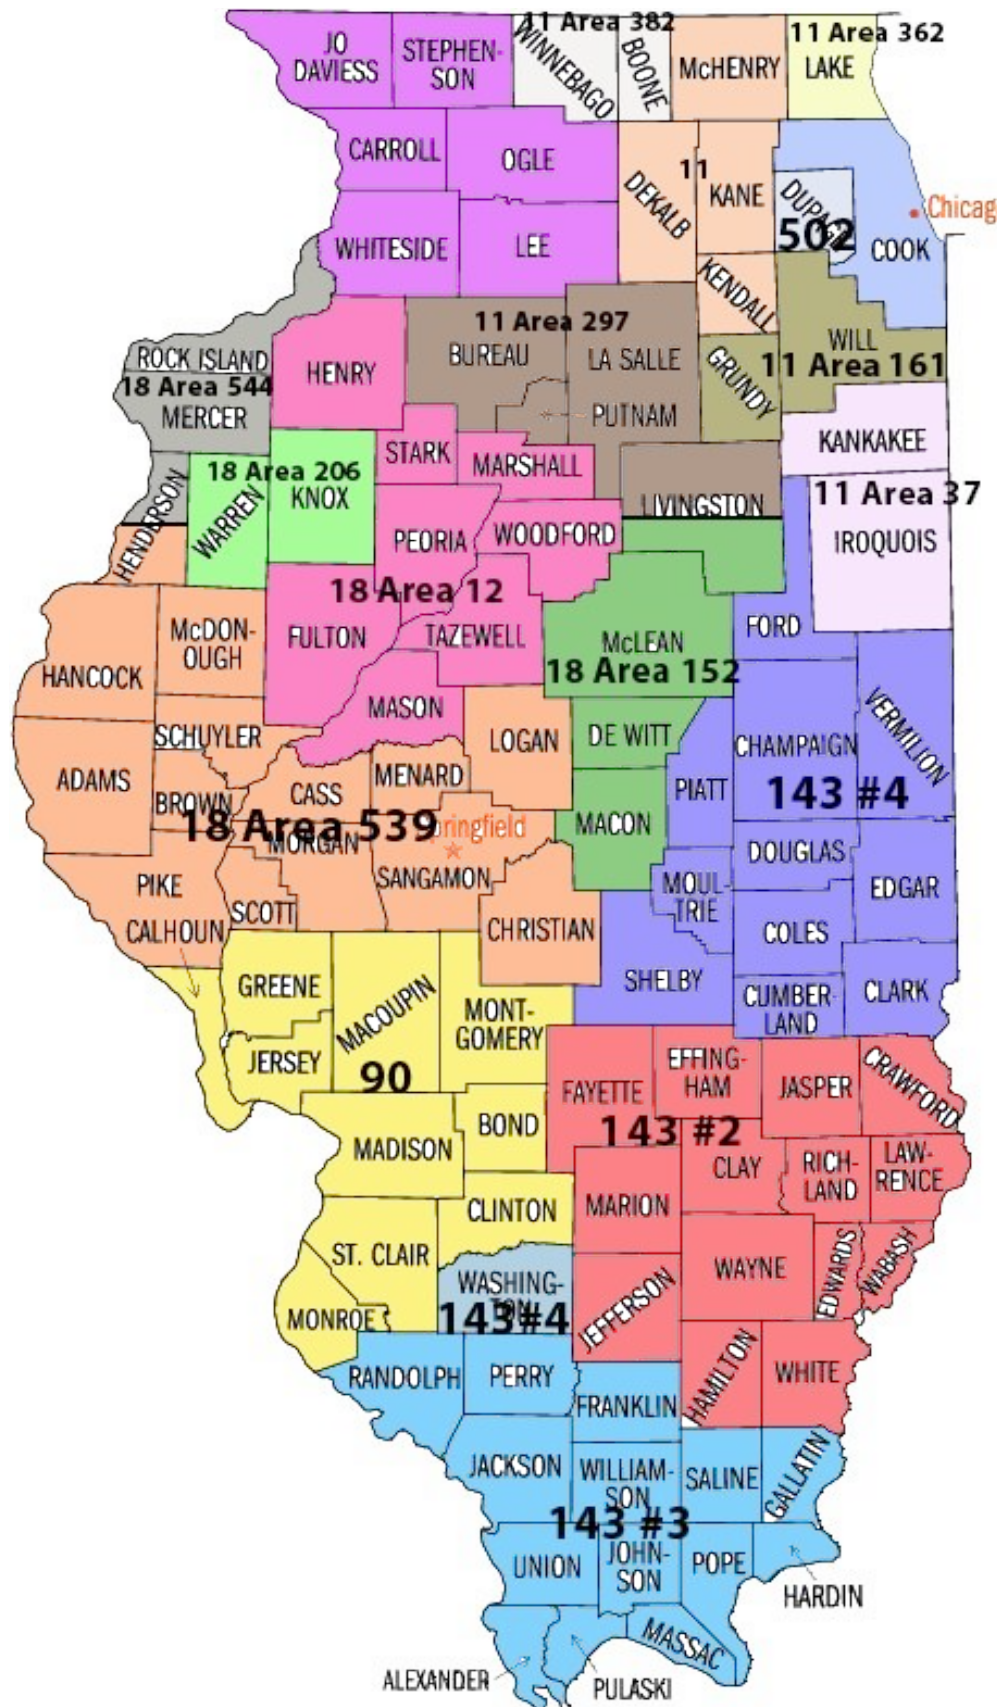 11 Area 382
11 Area 362
JO
DAVIESS
STEPHEN-
SON
WINNEBAGO
BOONE
McHENRY
LAKE
CARROLL
OGLE
DEKALB
11
KANE
DUPAGE
502
COOK
Chicag
WHITESIDE
LEE
KENDALL
ROCK ISLAND
18 Area 544
MERCER
HENRY
11 Area 297
BUREAU
LA SALLE
PUTNAM
GRUNDY
WILL
11 Area 161
KANKAKEE
STARK
MARSHALL
18 Area 206
HENDERSON
WARREN
KNOX
LIVINGSTON
11 Area 37
IROQUOIS
PEORIA
WOODFORD
18 Area 12
FULTON
TAZEWELL
McLEAN
18 Area 152
FORD
HANCOCK
McDON-
OUGH
MASON
SCHUYLER
LOGAN
DE WITT
CHAMPAIGN
VERMILION
143 #4
ADAMS
BROWN
CASS
MENARD
PIATT
18 Area 539
pringfield
MACON
MORGAN
DOUGLAS
PIKE
SCOTT
SANGAMON
CHRISTIAN
MOUL-
TRIE
EDGAR
CALHOUN
COLES
GREENE
MACOUPIN
MONT-
GOMERY
SHELBY
CUMBER-
LAND
CLARK
JERSEY
90
FAYETTE
EFFING-
HAM
JASPER
CRAWFORD
143 #2
MADISON
BOND
CLAY
RICH-
LAND
LAW-
RENCE
MARION
CLINTON
ST. CLAIR
WAYNE
EDWARDS
WABASH
WASHING-
TON
143#4
JEFFERSON
MONROE
RANDOLPH
PERRY
FRANKLIN
HAMILTON
WHITE
JACKSON
WILLIAM-
SON
SALINE
GALLATIN
143 #3
UNION
JOHN-
SON
POPE
HARDIN
MASSAC
ALEXANDER
PULASKI